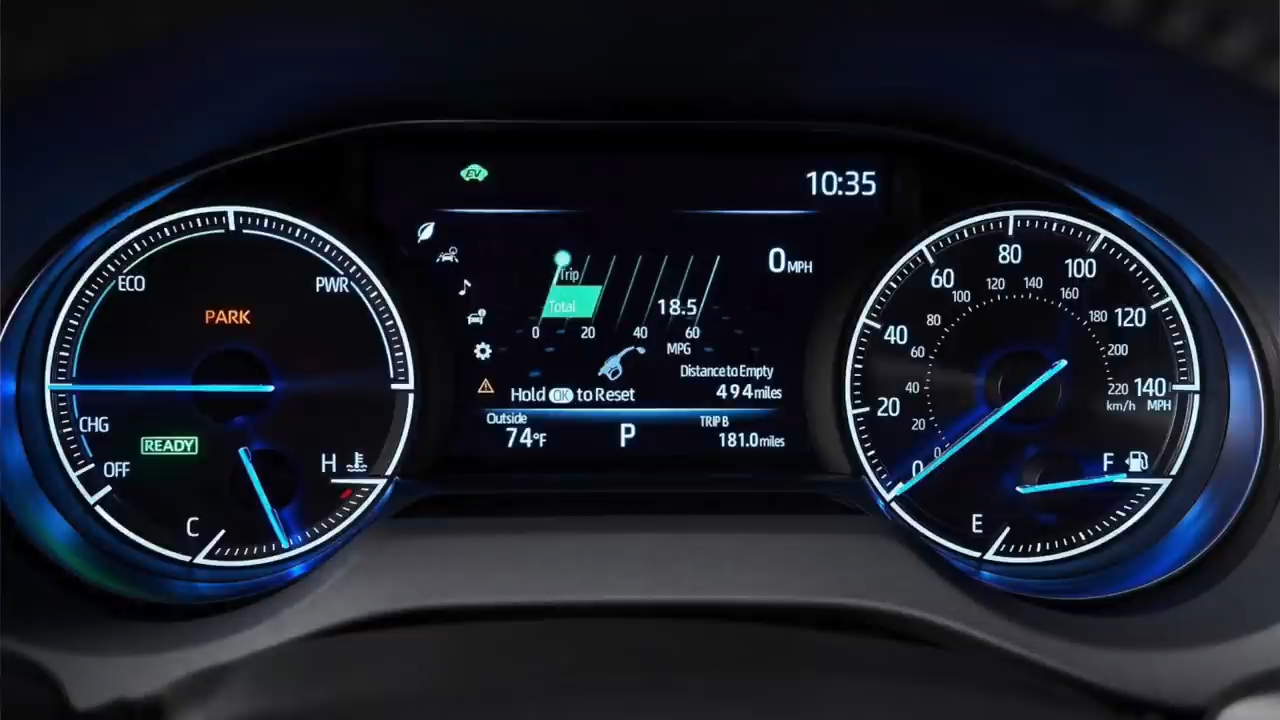 EV
10:35
ECO
PWR
PARK
CHG
READY
OFF
H
C
Trip
Total
18.5
0 20 40 60
MPG
0 MPH
Distance to Empty
494 miles
Hold OK to Reset
Outside
74°F
P
TRIP B
181.0 miles
0 20 40 60 80 100 120 140
MPH
0 20 40 60 80 100 120 140 160 180 200 220
km/h
F
E